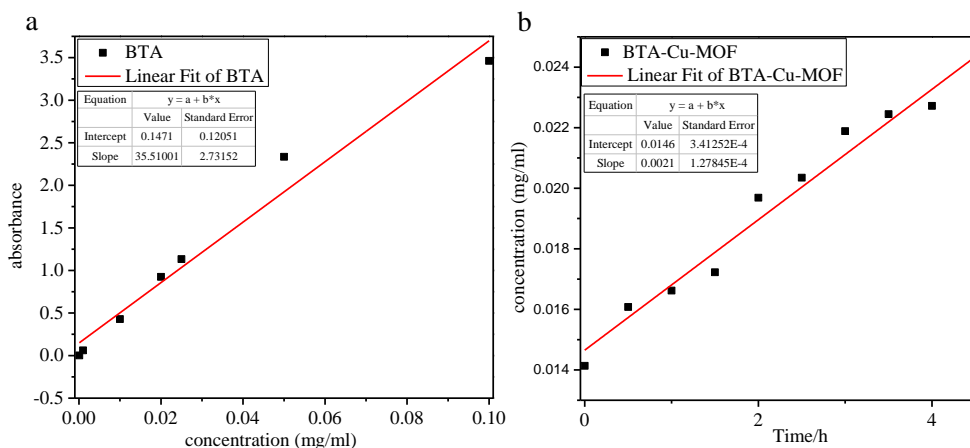 a
BTA
Linear Fit of BTA
Equation y = a + b*x
Value Standard Error
Intercept 0.1471 0.12051
Slope 35.51001 2.73152
3.5
3.0
2.5
2.0
1.5
1.0
0.5
0.0
-0.5
absorbance
0.00 0.02 0.04 0.06 0.08 0.10
concentration (mg/ml)
b
BTA-Cu-MOF
Linear Fit of BTA-Cu-MOF
Equation y = a + b*x
Value Standard Error
Intercept 0.0146 3.41252E-4
Slope 0.0021 1.27845E-4
0.024
0.022
0.020
0.018
0.016
0.014
concentration (mg/ml)
0 2 4
Time/h